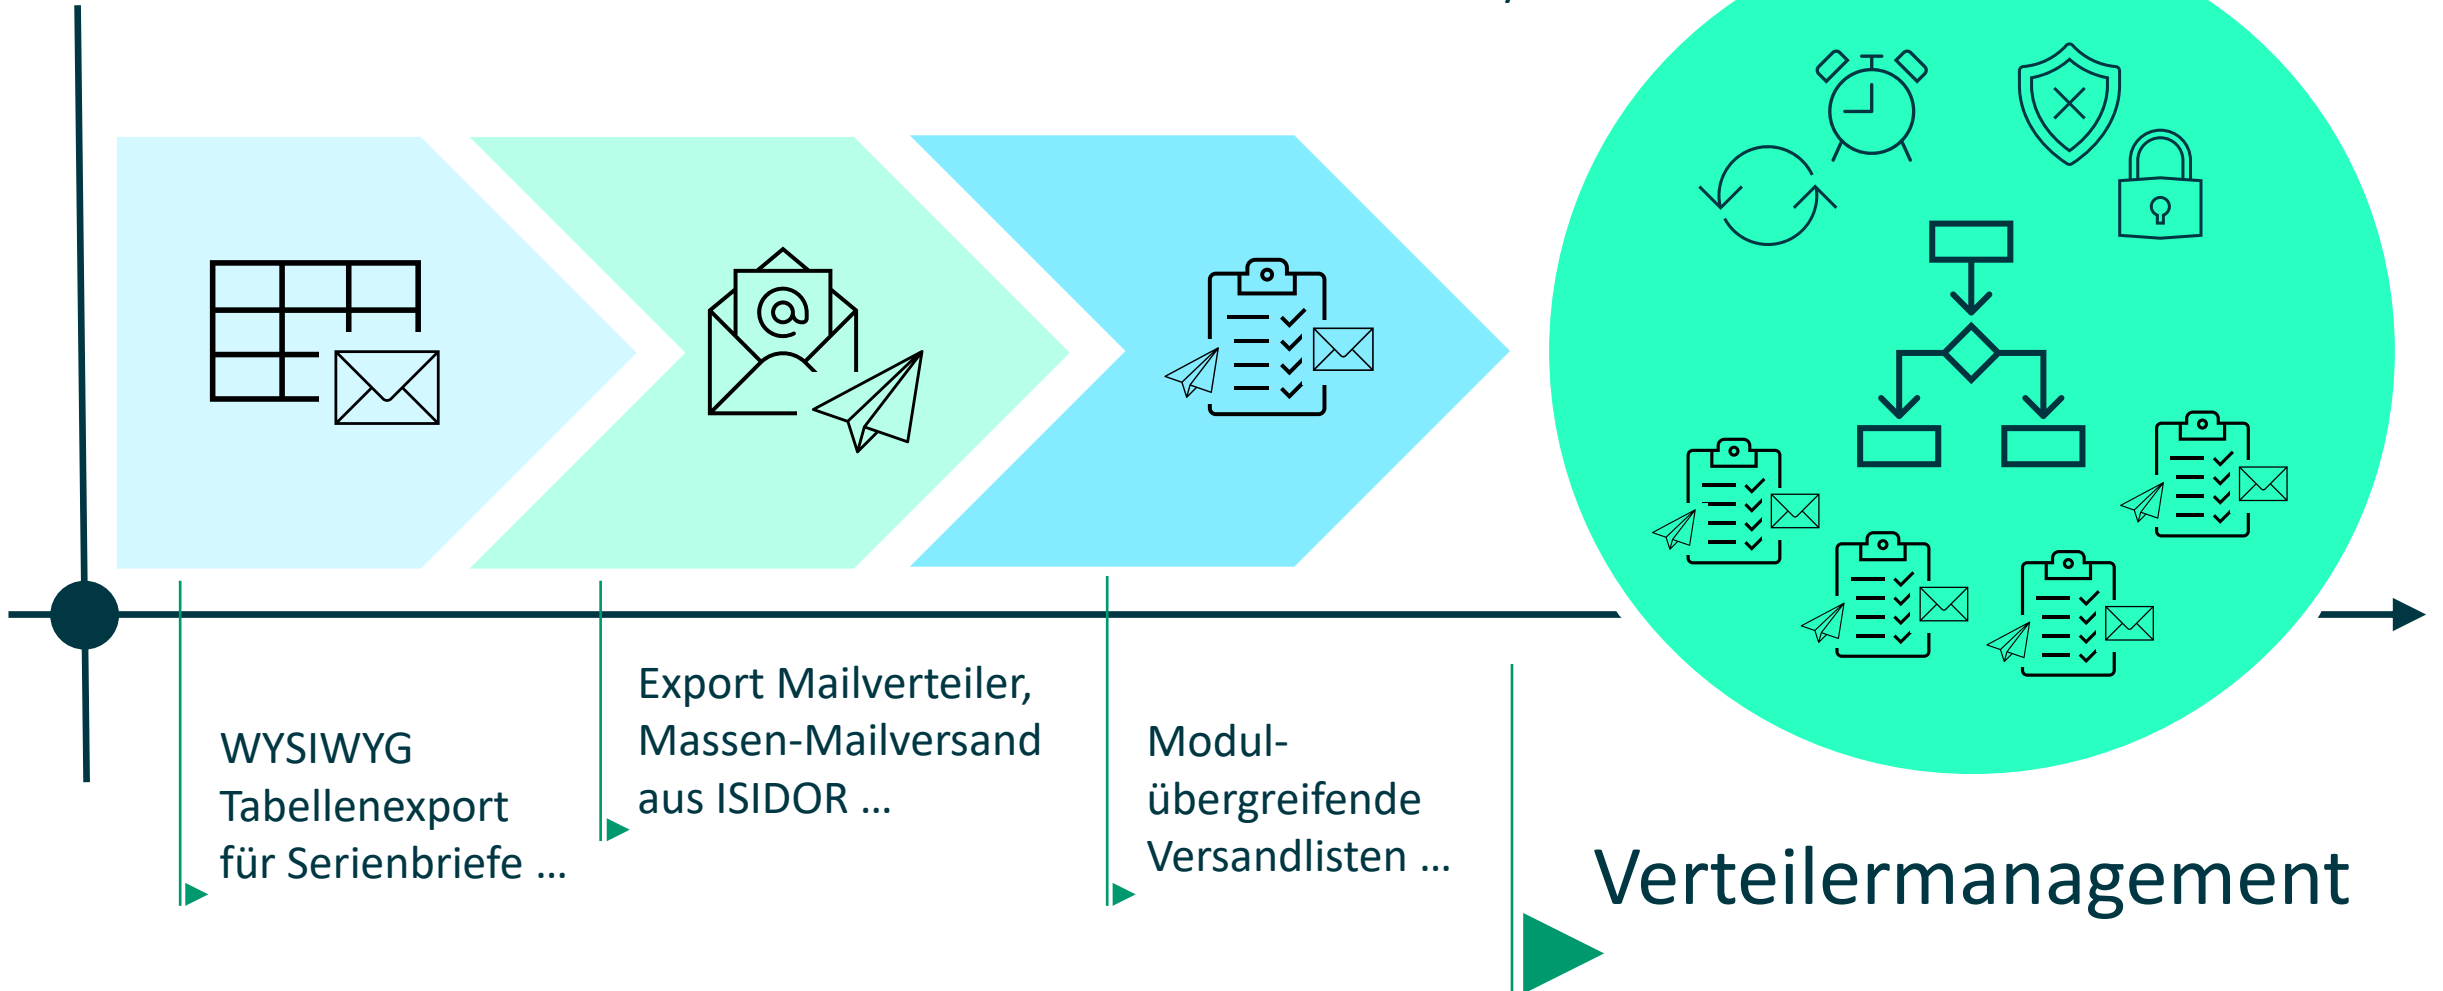 WYSIWYG
Tabellenexport
für Serienbriefe ...
Export Mailverteiler,
Massen-Mailversand
aus ISIDOR ...
Modul-
übergreifende
Versandlisten ...
Verteilermanagement